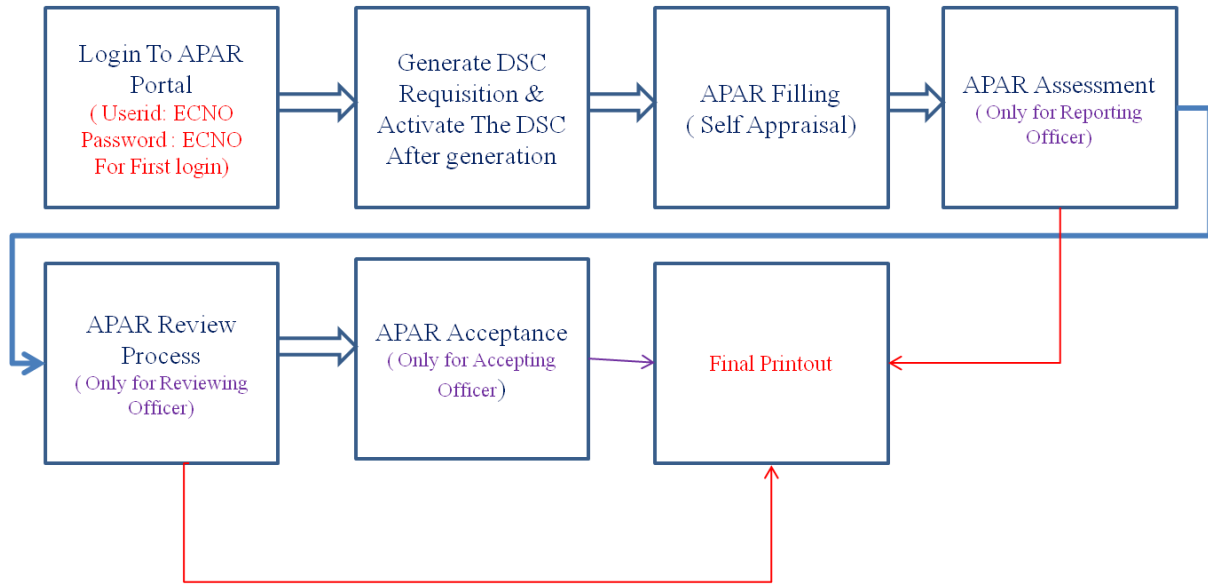 Login To APAR
Portal
( Userid: ECNO
Password : ECNO
For First login)
Generate DSC
Requisition &
Activate The DSC
After generation
APAR Filling
( Self Appraisal)
APAR Assessment
( Only for Reporting
Officer)
APAR Review
Process
( Only for Reviewing
Officer)
APAR Acceptance
( Only for Accepting
Officer)
Final Printout